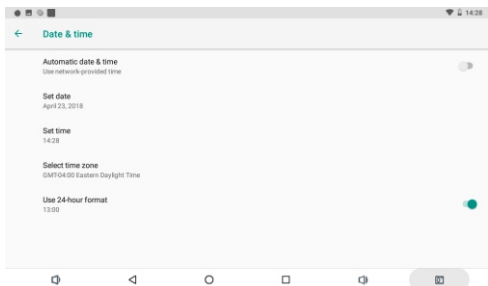 14:28
Date & time
Automatic date & time
Use network-provided time
Set date
April 23, 2018
Set time
14:28
Select time zone
GMT-04:00 Eastern Daylight Time
Use 24-hour format
13:00